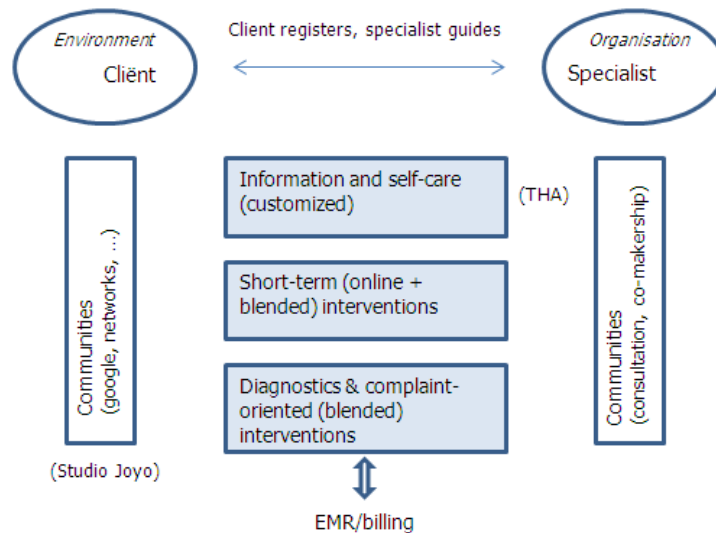 Environment
Cliënt
Client registers, specialist guides
Organisation
Specialist
Communities
(google, networks, ...)
(Studio Joyo)
Information and self-care
(customized)
(THA)
Short-term (online +
blended) interventions
Diagnostics & complaint-
oriented (blended)
interventions
EMR/billing
Communities
(consultation, co-makership)